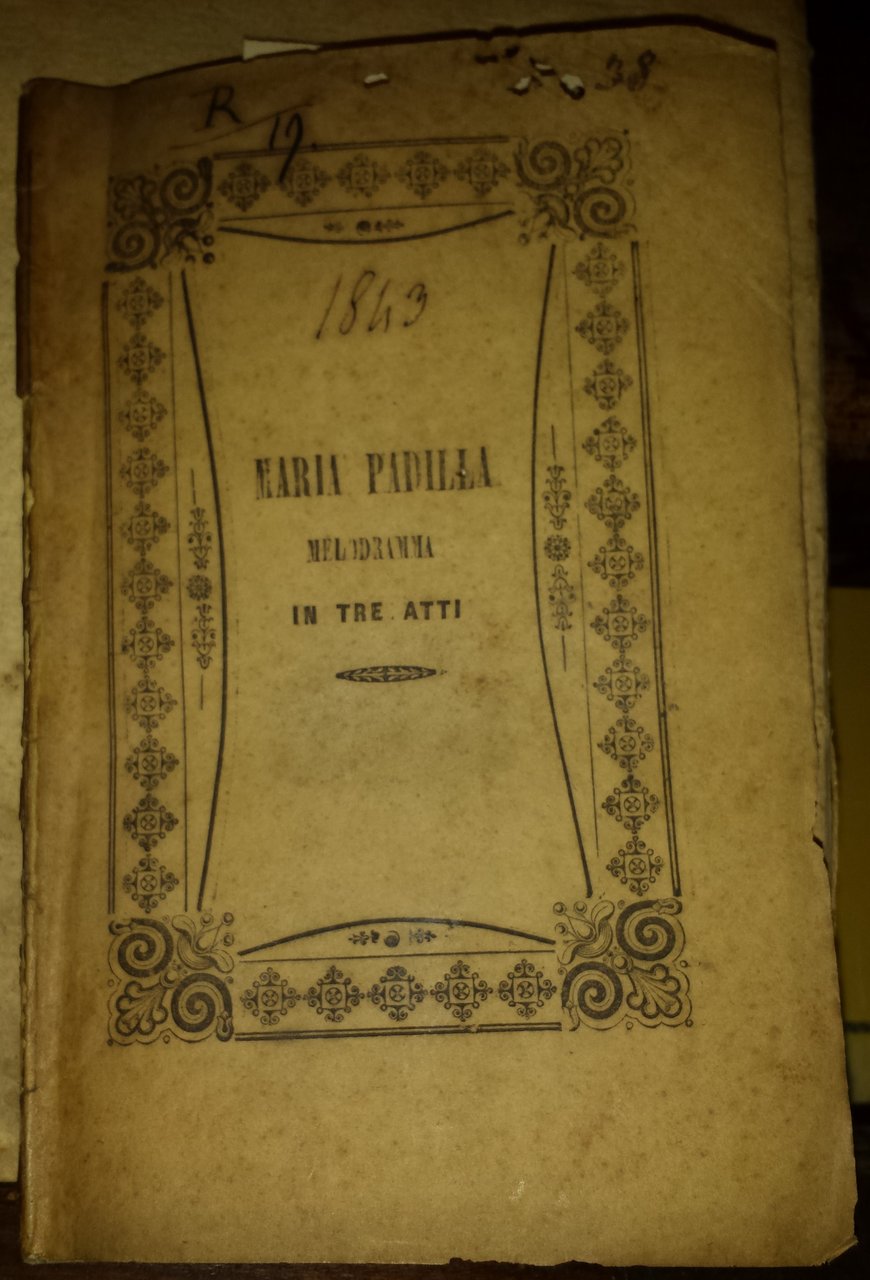 38
R
19.
1843
MARIA PADILLA
MELODRAMMA
IN TRE ATTI